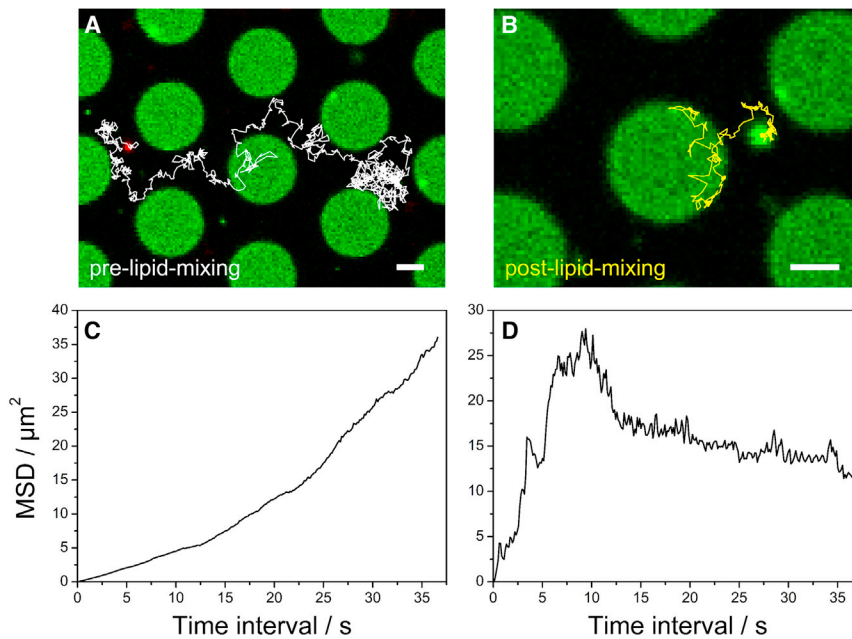 A
B
pre-lipid-mixing
post-lipid-mixing
C
40
35
30
25
20
15
10
5
0
MSD / µm²
0 5 10 15 20 25 30 35
Time interval / s
D
30
25
20
15
10
5
0
0 5 10 15 20 25 30 35
Time interval / s